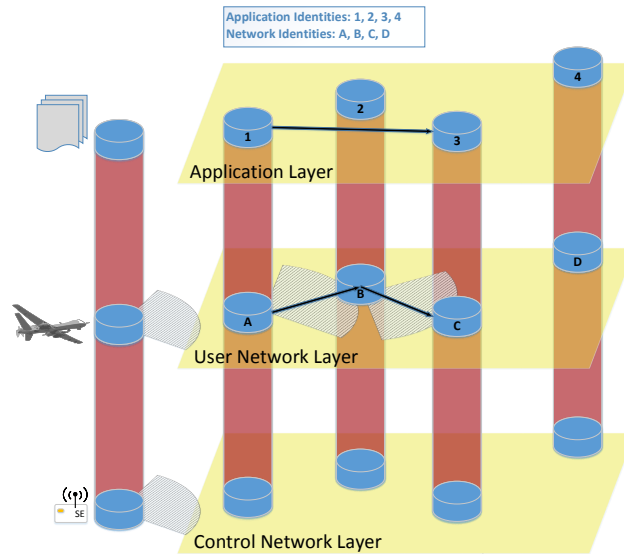 Application Identities: 1, 2, 3, 4
Network Identities: A, B, C, D
4
2
1
3
Application Layer
D
B
A
C
User Network Layer
SE
Control Network Layer